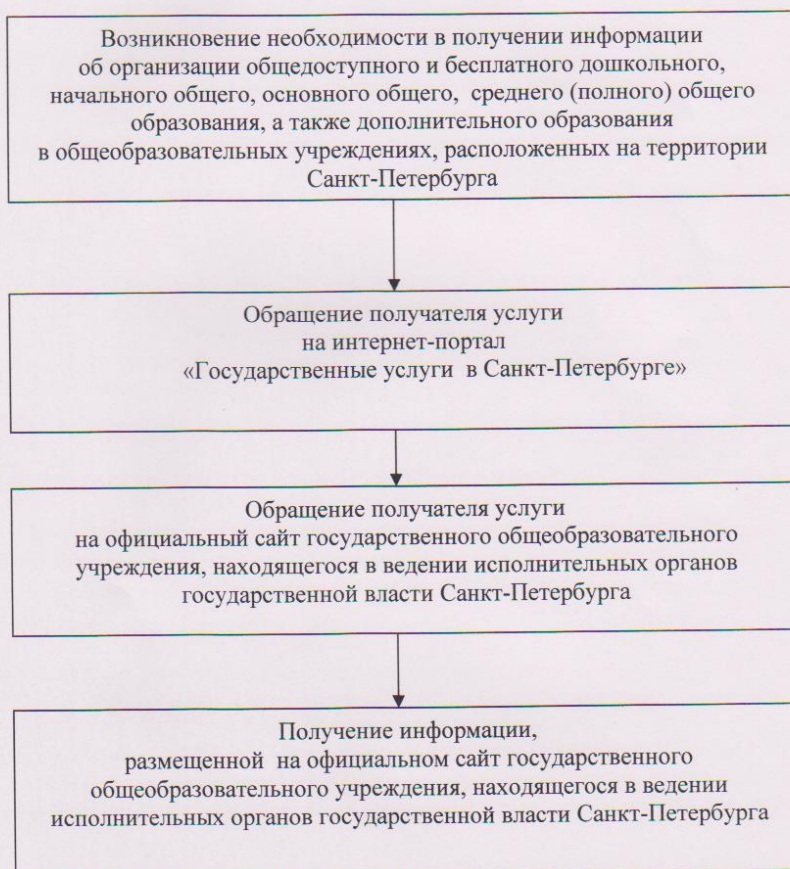 Возникновение необходимости в получении информации
об организации общедоступного и бесплатного дошкольного,
начального общего, основного общего, среднего (полного) общего
образования, а также дополнительного образования
в общеобразовательных учреждениях, расположенных на территории
Санкт-Петербурга
Обращение получателя услуги
на интернет-портал
«Государственные услуги в Санкт-Петербурге»
Обращение получателя услуги
на официальный сайт государственного общеобразовательного
учреждения, находящегося в ведении исполнительных органов
государственной власти Санкт-Петербурга
Получение информации,
размещенной на официальном сайт государственного
общеобразовательного учреждения, находящегося в ведении
исполнительных органов государственной власти Санкт-Петербурга